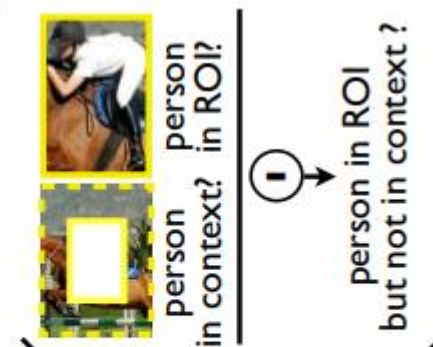 person
in ROI?
person
in context?
-
person in ROI
but not in context ?